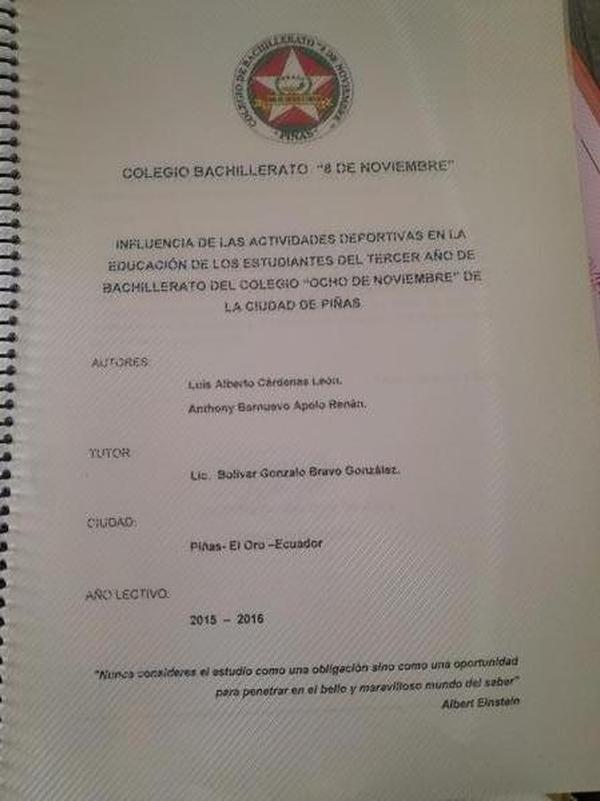 COLEGIO DE BACHILLERATO "8 DE NOVIEMBRE"
PIÑAS
COLEGIO BACHILLERATO "8 DE NOVIEMBRE"
INFLUENCIA DE LAS ACTIVIDADES DEPORTIVAS EN LA
EDUCACIÓN DE LOS ESTUDIANTES DEL TERCER AÑO DE
BACHILLERATO DEL COLEGIO "OCHO DE NOVIEMBRE" DE
LA CIUDAD DE PIÑAS
AUTORES:
Luis Alberto Cárdenas León.
Anthony Barnuevo Apolo Renán.
TUTOR
Lic. Bolívar Gonzalo Bravo González.
CIUDAD:
Piñas- El Oro –Ecuador
AÑO LECTIVO:
2015 – 2016
"Nunca consideres el estudio como una obligación sino como una oportunidad
para penetrar en el bello y maravilloso mundo del saber"
Albert Einstein